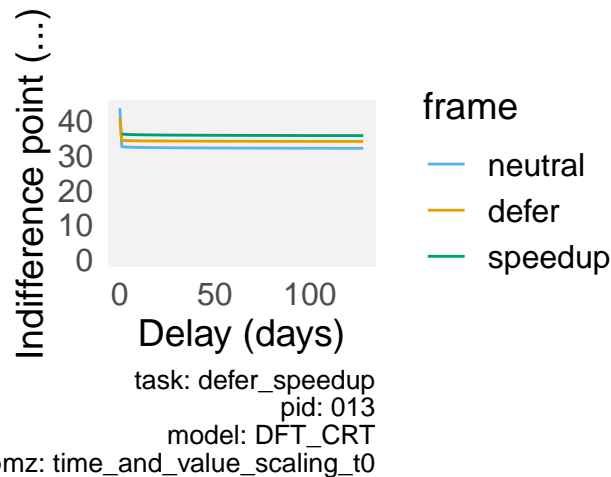 Indifference point (...)
40
30
20
10
0
0 50 100
Delay (days)
frame
neutral
defer
speedup
task: defer_speedup
pid: 013
model: DFT_CRT
time_and_value_scaling_t0